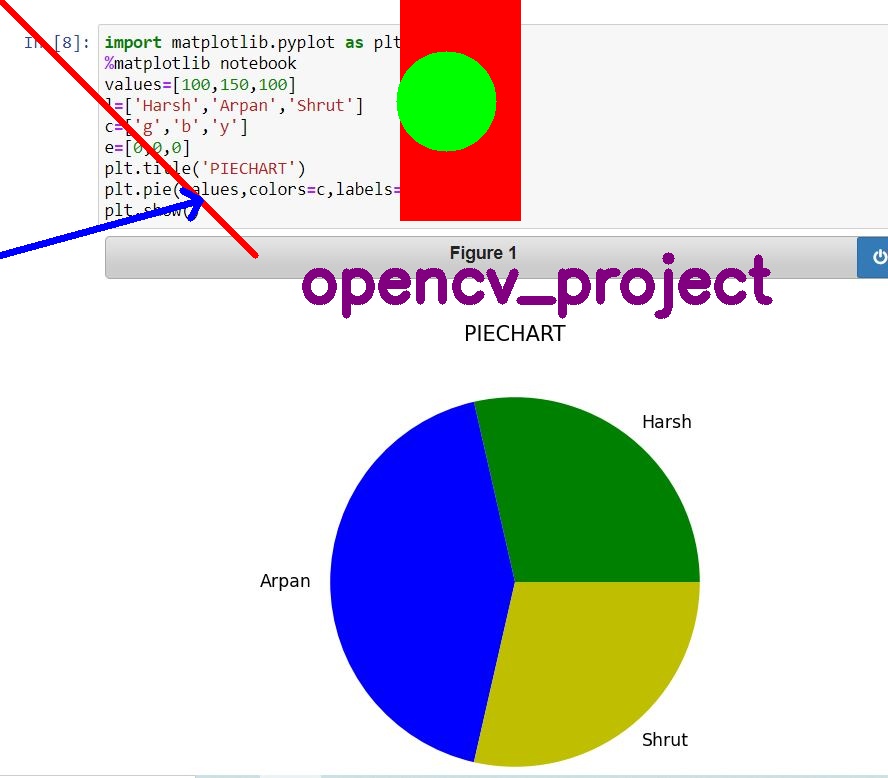 In [8]: import matplotlib.pyplot as plt
%matplotlib notebook
values=[100,150,100]
l=['Harsh','Arpan','Shrut']
c=['g','b','y']
e=[0,0,0]
plt.title('PIECHART')
plt.pie(values,colors=c,labels=
plt.show(
Figure 1
opencv_project
PIECHART
Harsh
Arpan
Shrut